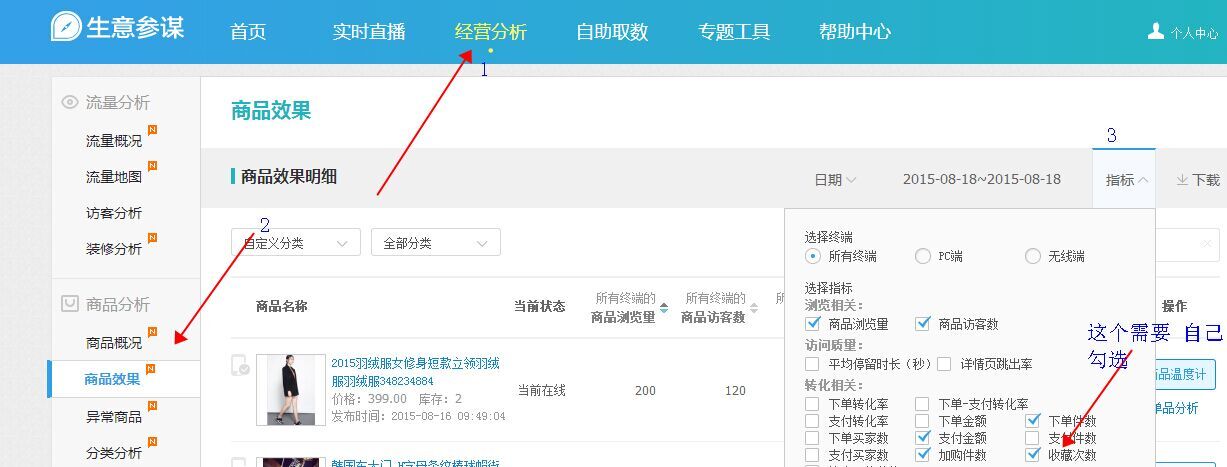 生意参谋 首页 实时直播 经营分析 自助取数 专题工具 帮助中心 个人中心
1
流量分析
流量概况 N
流量地图 N
访客分析
装修分析 N
商品分析
商品概况 N
商品效果 N
异常商品 N
分类分析 N
2
商品效果
3
商品效果明细 日期 2015-08-18~2015-08-18 指标 下载
自定义分类 全部分类
商品名称 当前状态 所有终端的 所有终端的 操作
商品浏览量 商品访客数
2015羽绒服女修身短款立领羽绒
服羽绒服348234884
价格：399.00 库存：2
发布时间：2015-08-16 09:49:04
当前在线 200 120
选择终端
所有终端 PC端 无线端
选择指标
浏览相关：
商品浏览量 商品访客数
访问质量：
平均停留时长（秒） 详情页跳出率
转化相关：
下单转化率 下单-支付转化率
支付转化率 下单金额 下单件数
下单买家数 支付金额 支付件数
支付买家数 加购件数 收藏次数
这个需要 自己
勾选
品温度计
单品分析